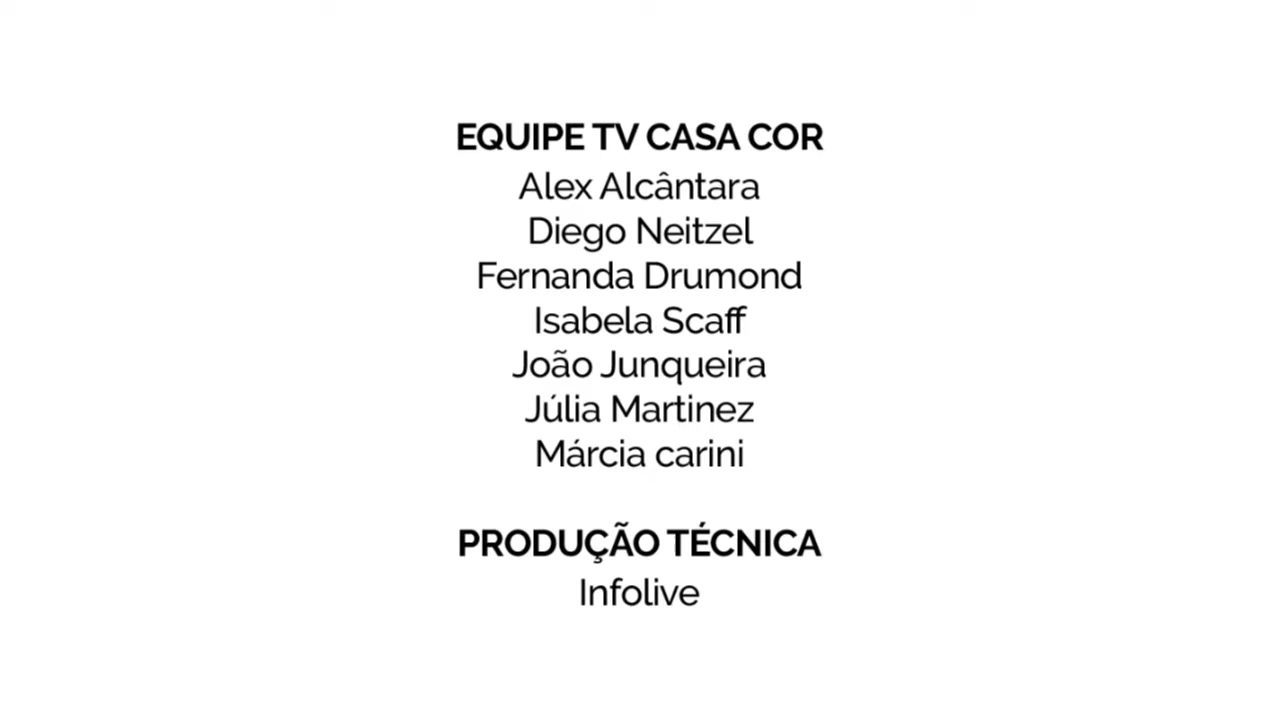 EQUIPE TV CASA COR
Alex Alcântara
Diego Neitzel
Fernanda Drumond
Isabela Scaff
João Junqueira
Júlia Martinez
Márcia carini
PRODUÇÃO TÉCNICA
Infolive